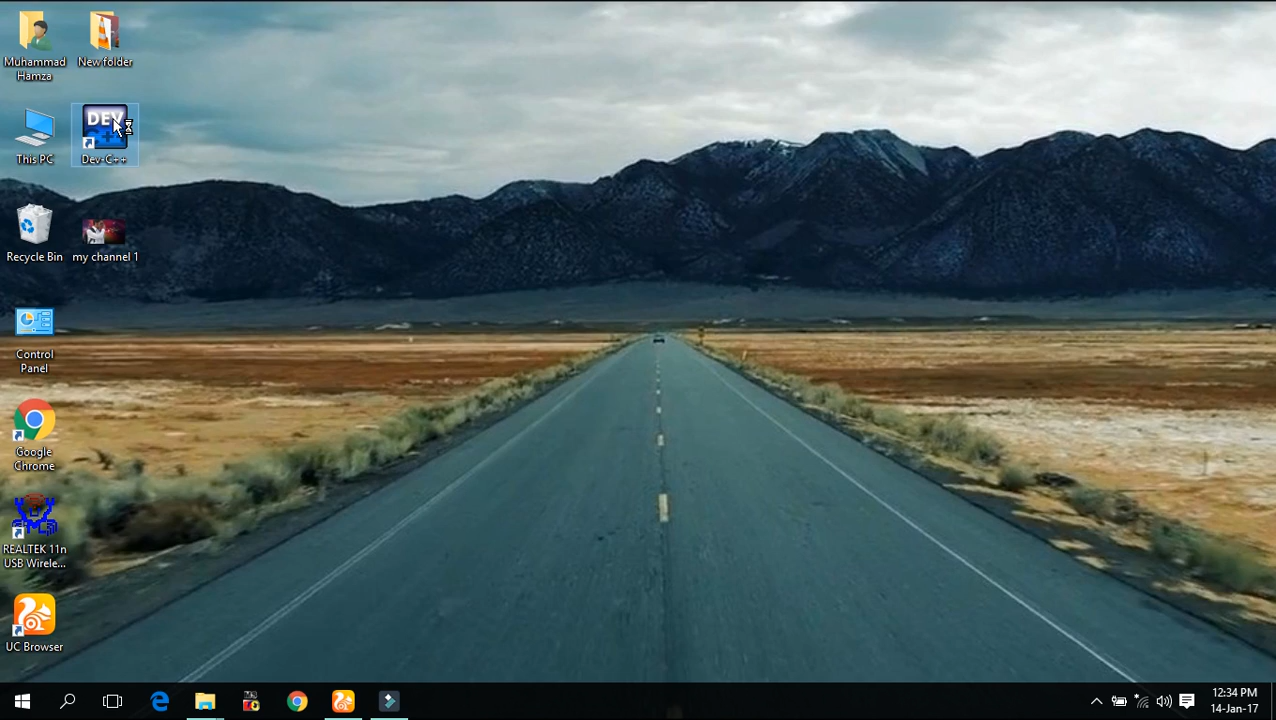 Muhammad
Hamza
New folder
This PC
DEV
Dev-C++
Recycle Bin
my channel 1
Control
Panel
Google
Chrome
REALTEK 11n
USB Wirele...
UC Browser
12:34 PM
14-Jan-17